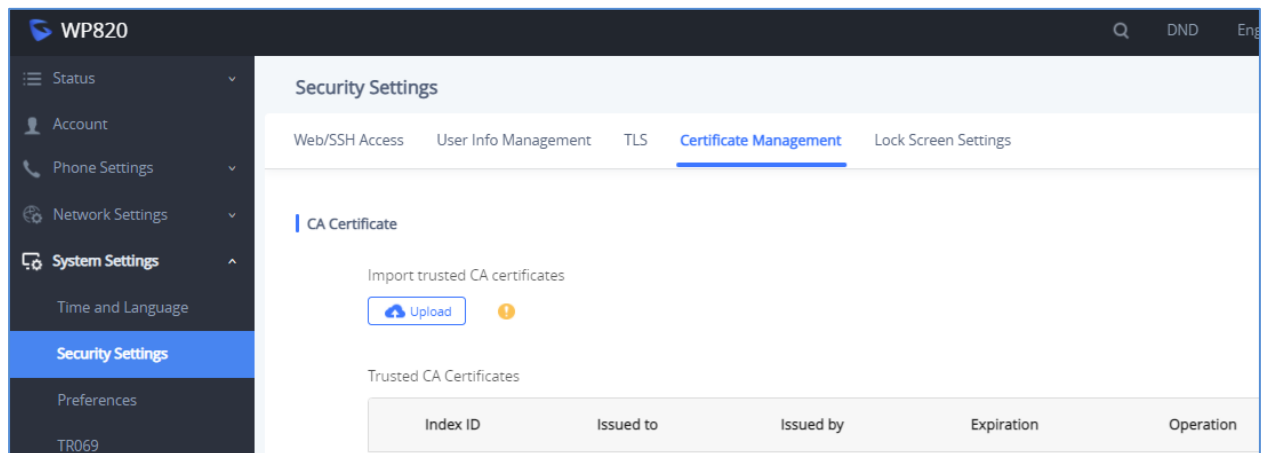 WP820
DND
Eng
Status
Account
Phone Settings
Network Settings
System Settings
Time and Language
Security Settings
Preferences
TR069
Security Settings
Web/SSH Access User Info Management TLS Certificate Management Lock Screen Settings
CA Certificate
Import trusted CA certificates
Upload
Trusted CA Certificates
Index ID Issued to Issued by Expiration Operation